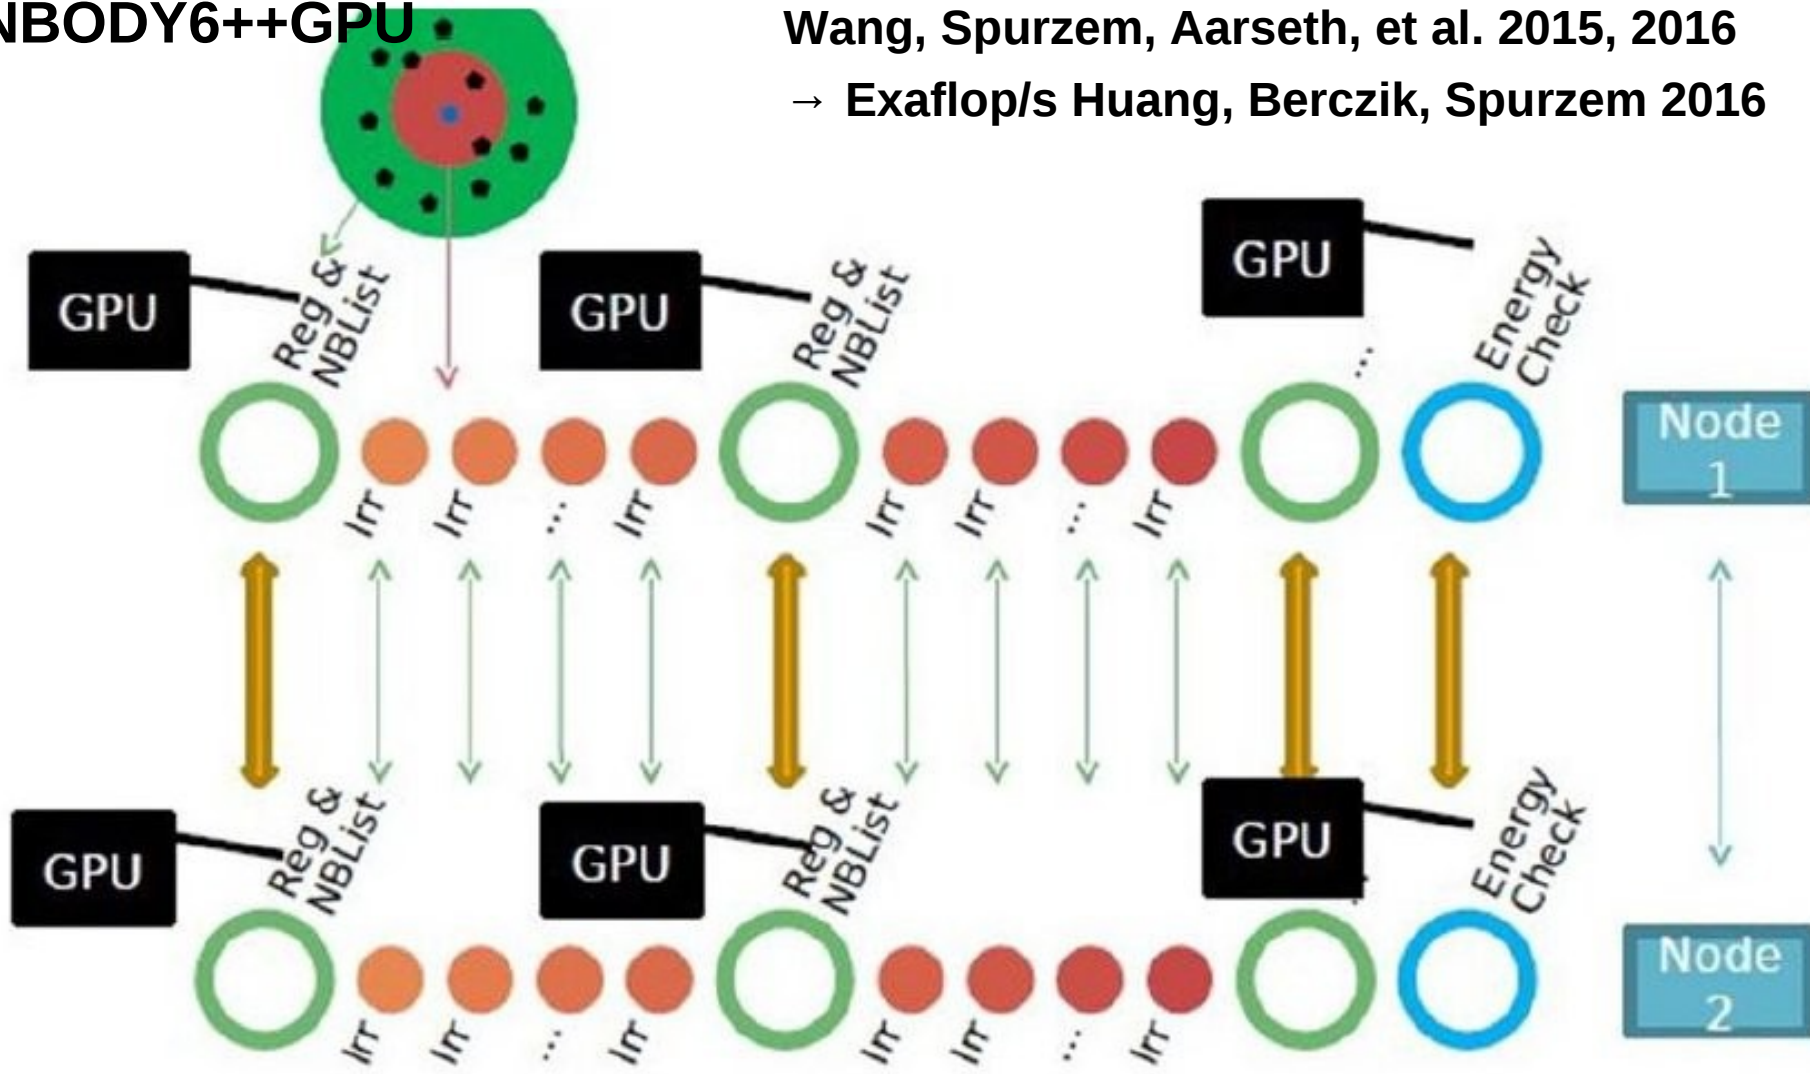 NBODY6++GPU
Wang, Spurzem, Aarseth, et al. 2015, 2016
→ Exaflop/s Huang, Berczik, Spurzem 2016
GPU
Reg &
NBList
GPU
Reg &
NBList
GPU
...
Energy
Check
Node
1
Irr
Irr
...
Irr
Irr
Irr
...
Irr
GPU
Reg &
NBList
GPU
Reg &
NBList
GPU
Energy
Check
Node
2
Irr
Irr
...
Irr
Irr
Irr
...
Irr